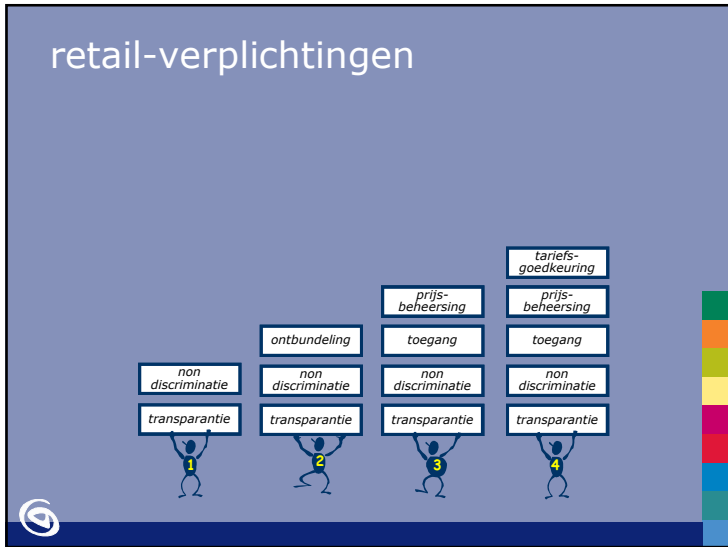 retail-verplichtingen
tariefs-
goedkeuring
prijs-
beheersing
prijs-
beheersing
ontbundeling
toegang
toegang
non
discriminatie
non
discriminatie
non
discriminatie
non
discriminatie
transparantie
transparantie
transparantie
transparantie
1
2
3
4